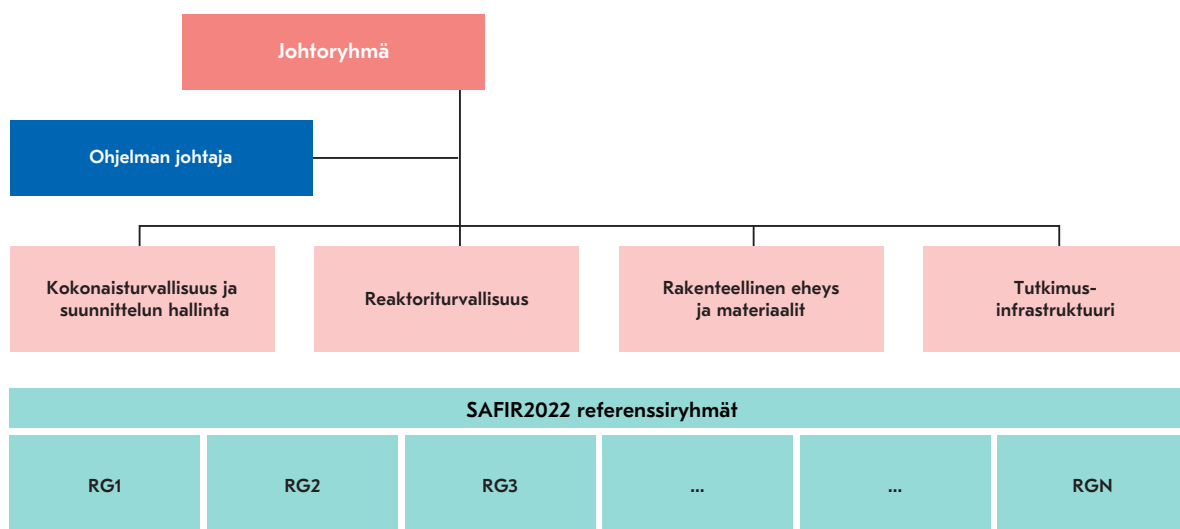 Johtoryhmä
Ohjelman johtaja
Kokonaisturvallisuus ja
suunnittelun hallinta
Reaktoriturvallisuus
Rakenteellinen eheys
ja materiaalit
Tutkimus-
infrastruktuuri
SAFIR2022 referenssiryhmät
RG1
RG2
RG3
...
...
RGN